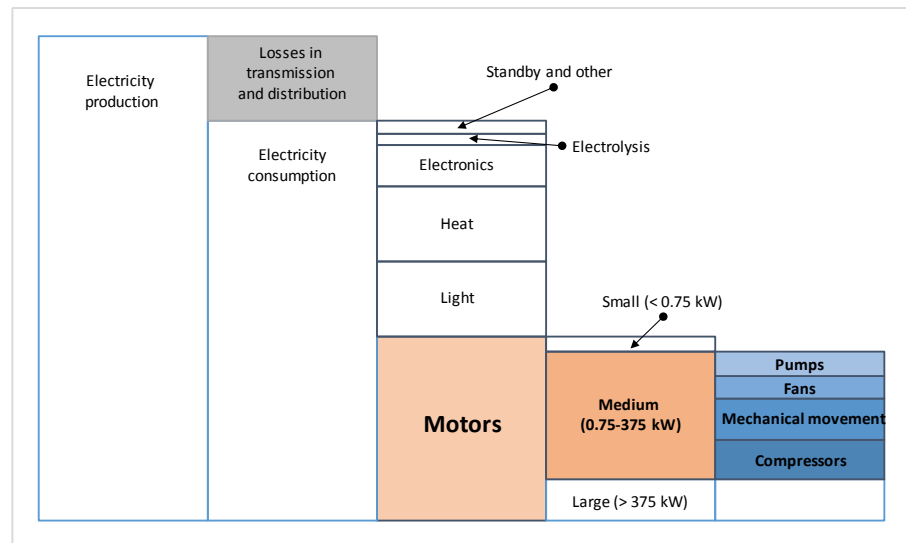 Electricity
production
Losses in
transmission
and distribution
Electricity
consumption
Standby and other
Electrolysis
Electronics
Heat
Light
Motors
Small (< 0.75 kW)
Medium
(0.75-375 kW)
Large (> 375 kW)
Pumps
Fans
Mechanical movement
Compressors